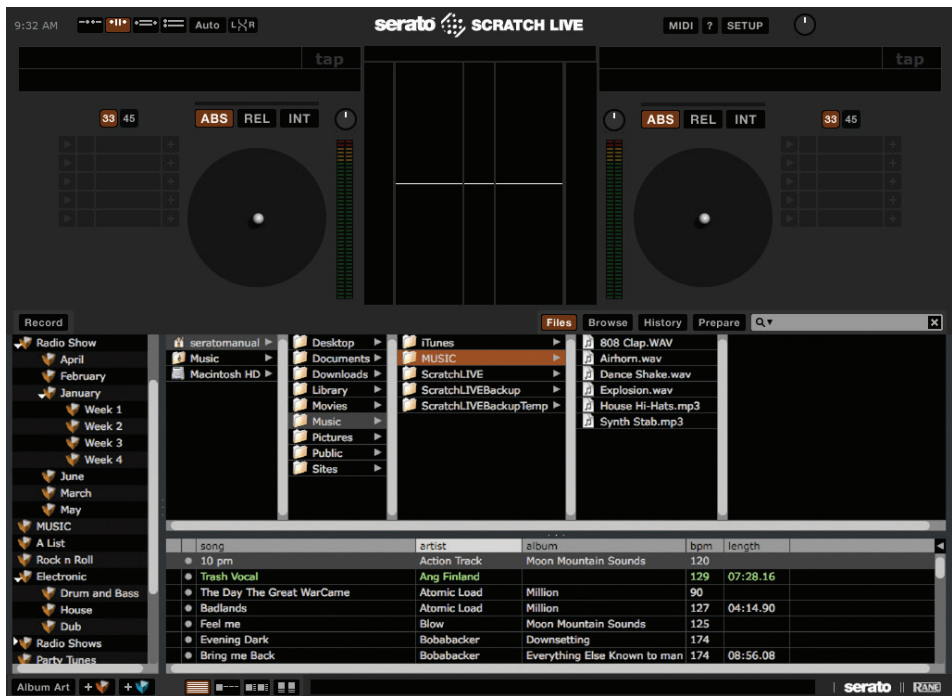 9:32 AM Auto L X R serato SCRATCH LIVE MIDI ? SETUP
tap tap
33 45 ABS REL INT ABS REL INT 33 45
Record Files Browse History Prepare
Radio Show
April
February
January
Week 1
Week 2
Week 3
Week 4
June
March
May
MUSIC
A List
Rock n Roll
Electronic
Drum and Bass
House
Dub
Radio Shows
Party Tunes
seratomanual
Music
Macintosh HD
Desktop
Documents
Downloads
Library
Movies
Music
Pictures
Public
Sites
iTunes
MUSIC
ScratchLIVE
ScratchLIVEBackup
ScratchLIVEBackupTemp
808 Clap.WAV
Airhorn.wav
Dance Shake.wav
Explosion.wav
House Hi-Hats.mp3
Synth Stab.mp3
song artist album bpm length
10 pm Action Track Moon Mountain Sounds 120
Trash Vocal Ang Finland 129 07:28.16
The Day The Great WarCame Atomic Load Million 90
Badlands Atomic Load Million 127 04:14.90
Feel me Blow Moon Mountain Sounds 125
Evening Dark Bobabacker Downsetting 174
Bring me Back Bobabacker Everything Else Known to man 174 08:56.08
Album Art + + serato RANE